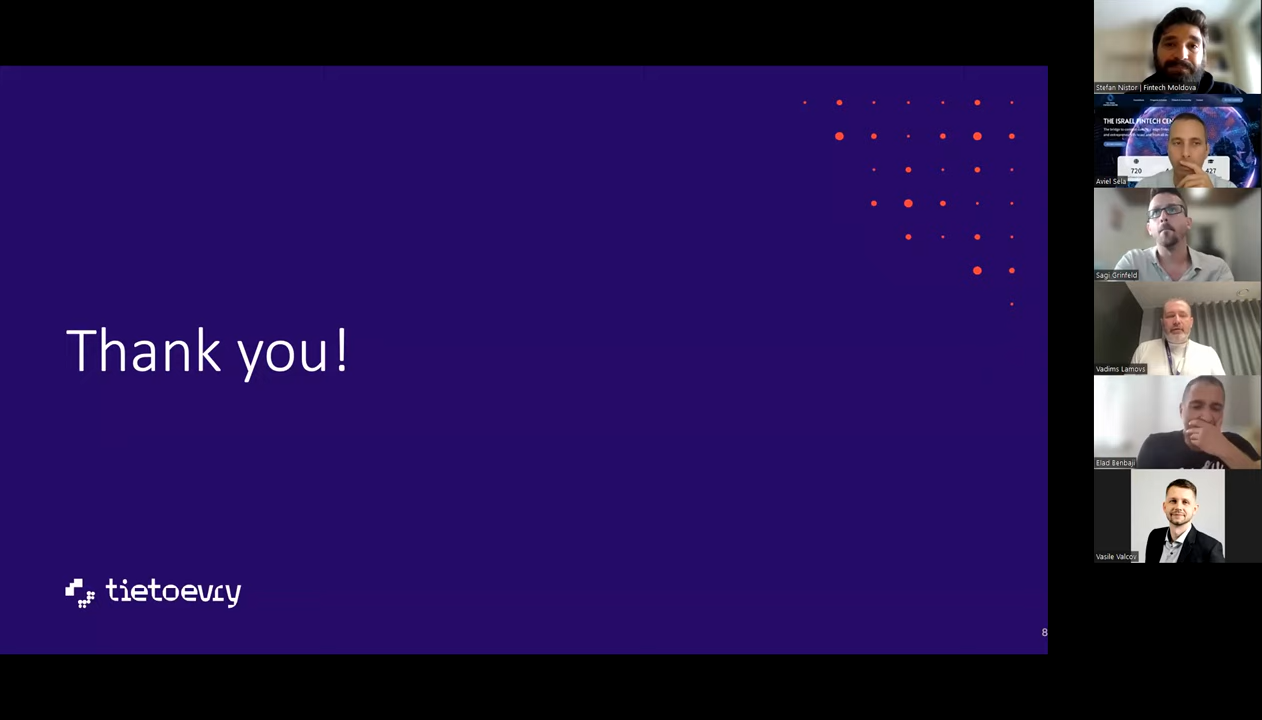 Thank you!
tietoevry
8
Stefan Nistor | Fintech Moldova
THE ISRAEL FINTECH CEN
720
427
Aviel Sela
Sagi Grinfeld
Vadims Lamovs
Elad Benbaji
Vasile Valcov